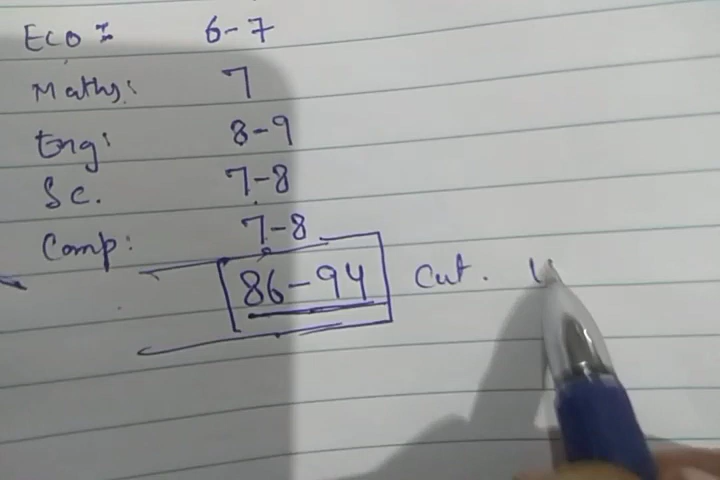 Eco : 6-7
Maths: 7
Eng: 8-9
Sc. 7-8
Comp: 7-8
86-94 Cut.